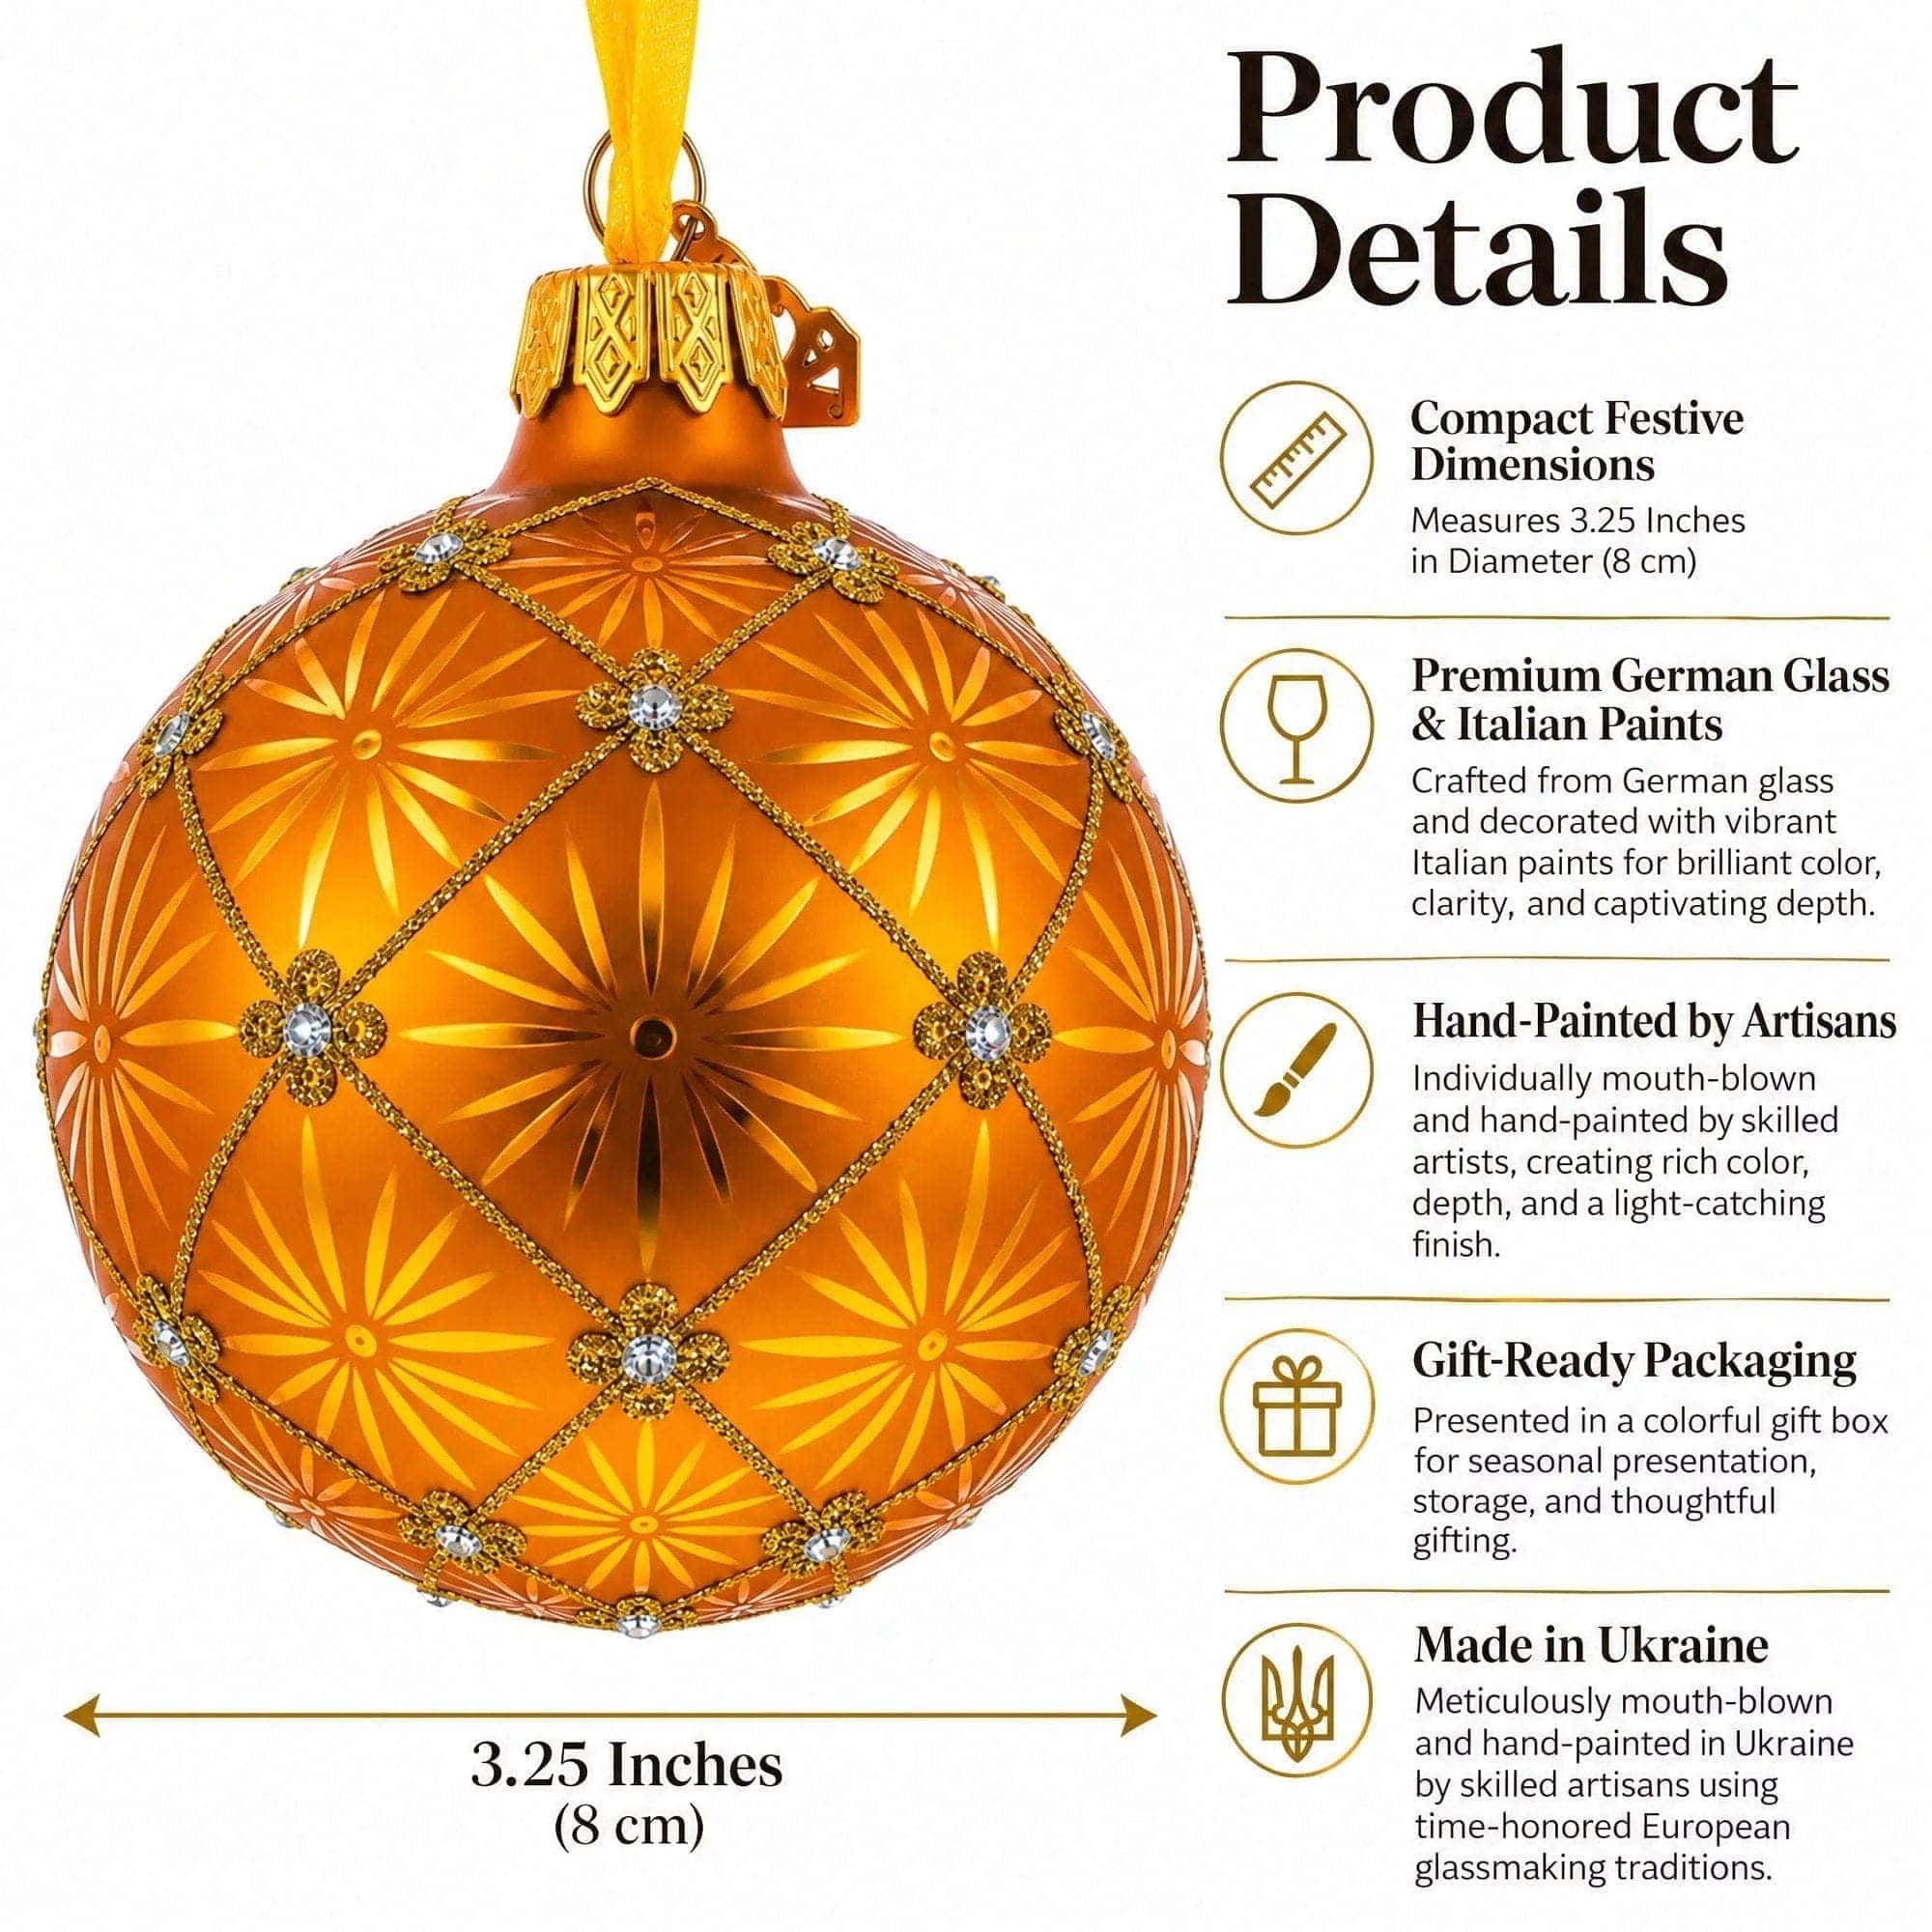 Product
Details
Compact Festive
Dimensions
Measures 3.25 Inches
in Diameter (8 cm)
Premium German Glass
& Italian Paints
Crafted from German glass
and decorated with vibrant
Italian paints for brilliant color,
clarity, and captivating depth.
Hand-Painted by Artisans
Individually mouth-blown
and hand-painted by skilled
artists, creating rich color,
depth, and a light-catching
finish.
Gift-Ready Packaging
Presented in a colorful gift box
for seasonal presentation,
storage, and thoughtful
gifting.
Made in Ukraine
Meticulously mouth-blown
and hand-painted in Ukraine
by skilled artisans using
time-honored European
glassmaking traditions.
3.25 Inches
(8 cm)